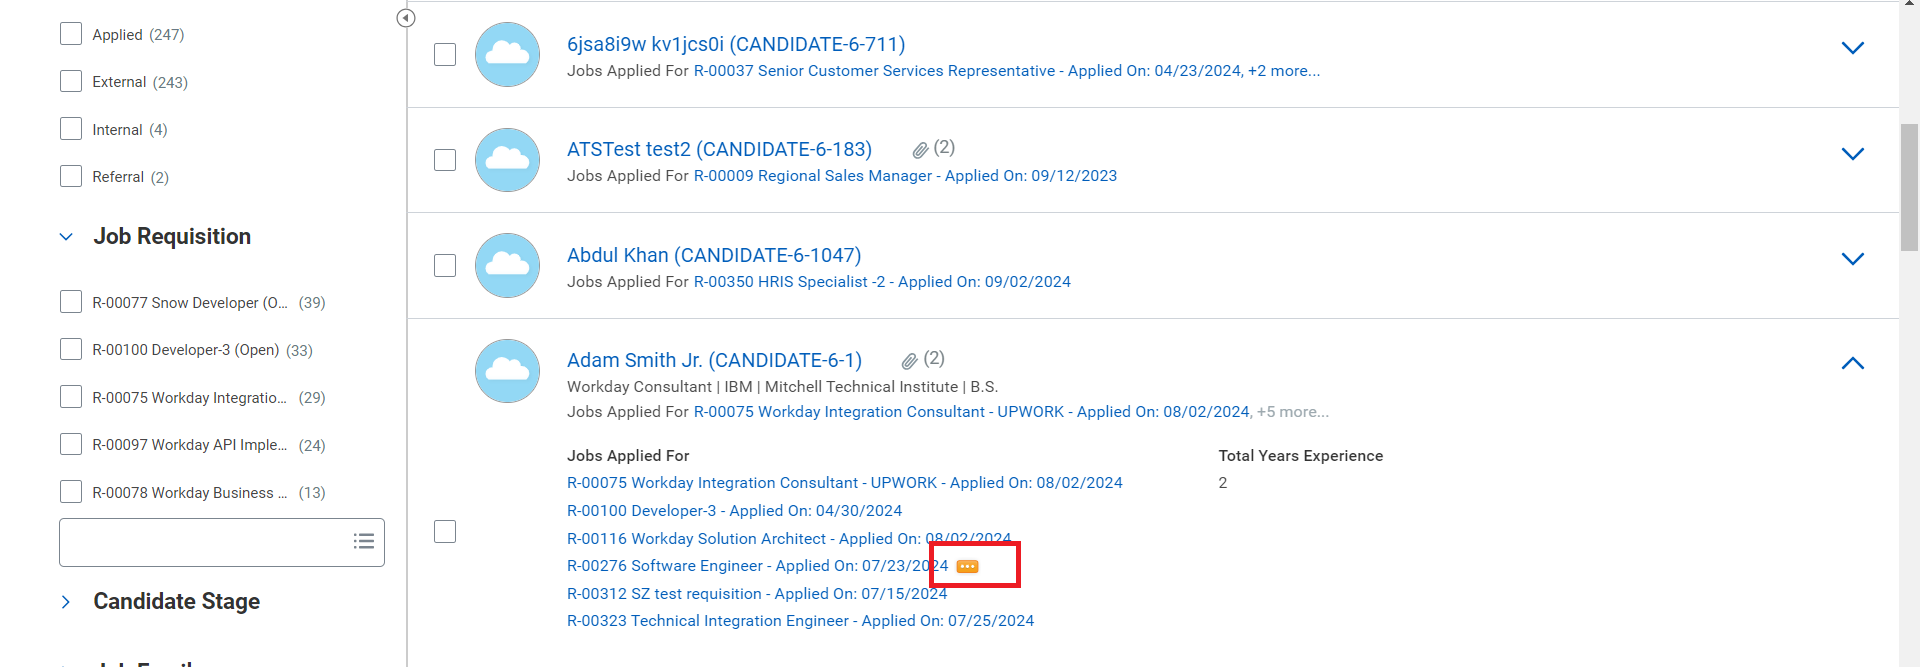 Applied (247)
External (243)
Internal (4)
Referral (2)
Job Requisition
R-00077 Snow Developer (O... (39)
R-00100 Developer-3 (Open) (33)
R-00075 Workday Integratio... (29)
R-00097 Workday API Imple... (24)
R-00078 Workday Business ... (13)
Candidate Stage
6jsa8i9w kv1jcs0i (CANDIDATE-6-711)
Jobs Applied For R-00037 Senior Customer Services Representative - Applied On: 04/23/2024, +2 more...
ATSTest test2 (CANDIDATE-6-183) (2)
Jobs Applied For R-00009 Regional Sales Manager - Applied On: 09/12/2023
Abdul Khan (CANDIDATE-6-1047)
Jobs Applied For R-00350 HRIS Specialist -2 - Applied On: 09/02/2024
Adam Smith Jr. (CANDIDATE-6-1) (2)
Workday Consultant | IBM | Mitchell Technical Institute | B.S.
Jobs Applied For R-00075 Workday Integration Consultant - UPWORK - Applied On: 08/02/2024, +5 more...
Jobs Applied For
R-00075 Workday Integration Consultant - UPWORK - Applied On: 08/02/2024
R-00100 Developer-3 - Applied On: 04/30/2024
R-00116 Workday Solution Architect - Applied On: 08/02/2024
R-00276 Software Engineer - Applied On: 07/23/2024
R-00312 SZ test requisition - Applied On: 07/15/2024
R-00323 Technical Integration Engineer - Applied On: 07/25/2024
Total Years Experience
2